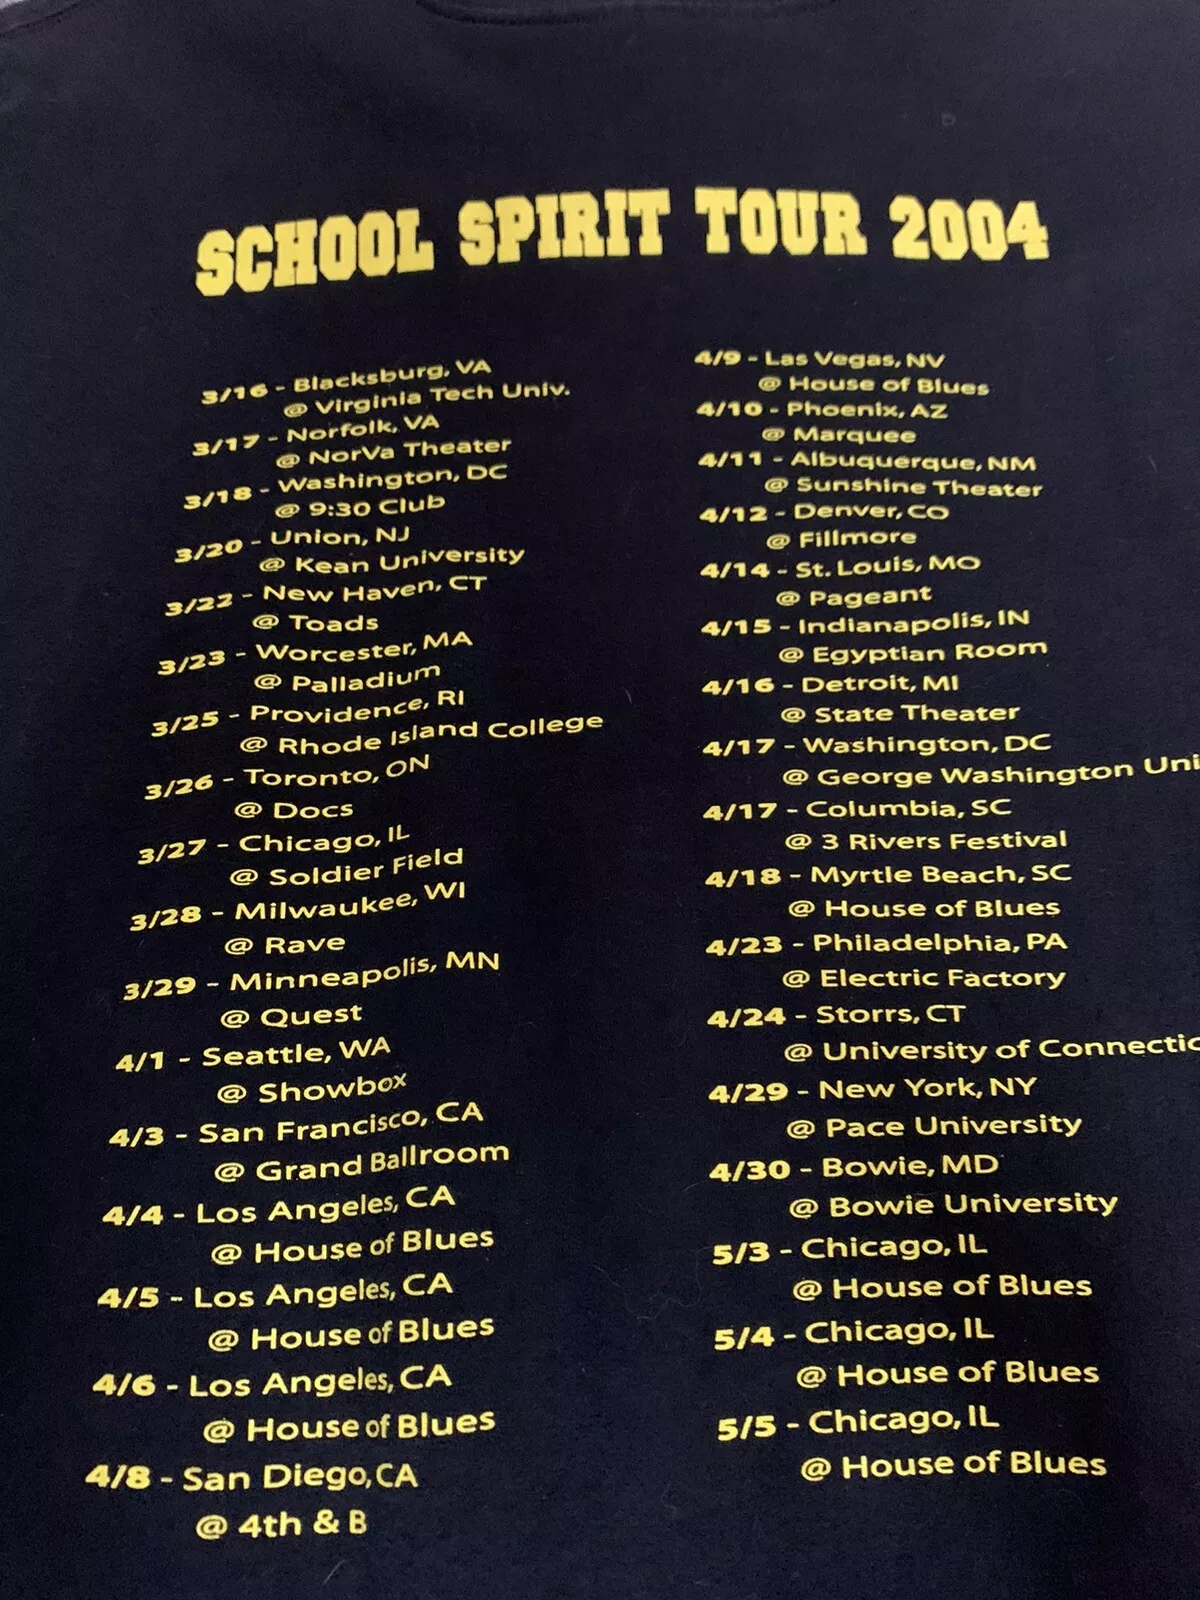 SCHOOL SPIRIT TOUR 2004
3/16 - Blacksburg, VA
@ Virginia Tech Univ.
3/17 - Norfolk, VA
@ NorVa Theater
3/18 - Washington, DC
@ 9:30 Club
3/20 - Union, NJ
@ Kean University
3/22 - New Haven, CT
@ Toads
3/23 - Worcester, MA
@ Palladium
3/25 - Providence, RI
@ Rhode Island College
3/26 - Toronto, ON
@ Docs
3/27 - Chicago, IL
@ Soldier Field
3/28 - Milwaukee, WI
@ Rave
3/29 - Minneapolis, MN
@ Quest
4/1 - Seattle, WA
@ Showbox
4/3 - San Francisco, CA
@ Grand Ballroom
4/4 - Los Angeles, CA
@ House of Blues
4/5 - Los Angeles, CA
@ House of Blues
4/6 - Los Angeles, CA
@ House of Blues
4/8 - San Diego, CA
@ 4th & B
4/9 - Las Vegas, NV
@ House of Blues
4/10 - Phoenix, AZ
@ Marquee
4/11 - Albuquerque, NM
@ Sunshine Theater
4/12 - Denver, CO
@ Fillmore
4/14 - St. Louis, MO
@ Pageant
4/15 - Indianapolis, IN
@ Egyptian Room
4/16 - Detroit, MI
@ State Theater
4/17 - Washington, DC
@ George Washington Uni
4/17 - Columbia, SC
@ 3 Rivers Festival
4/18 - Myrtle Beach, SC
@ House of Blues
4/23 - Philadelphia, PA
@ Electric Factory
4/24 - Storrs, CT
@ University of Connectic
4/29 - New York, NY
@ Pace University
4/30 - Bowie, MD
@ Bowie University
5/3 - Chicago, IL
@ House of Blues
5/4 - Chicago, IL
@ House of Blues
5/5 - Chicago, IL
@ House of Blues